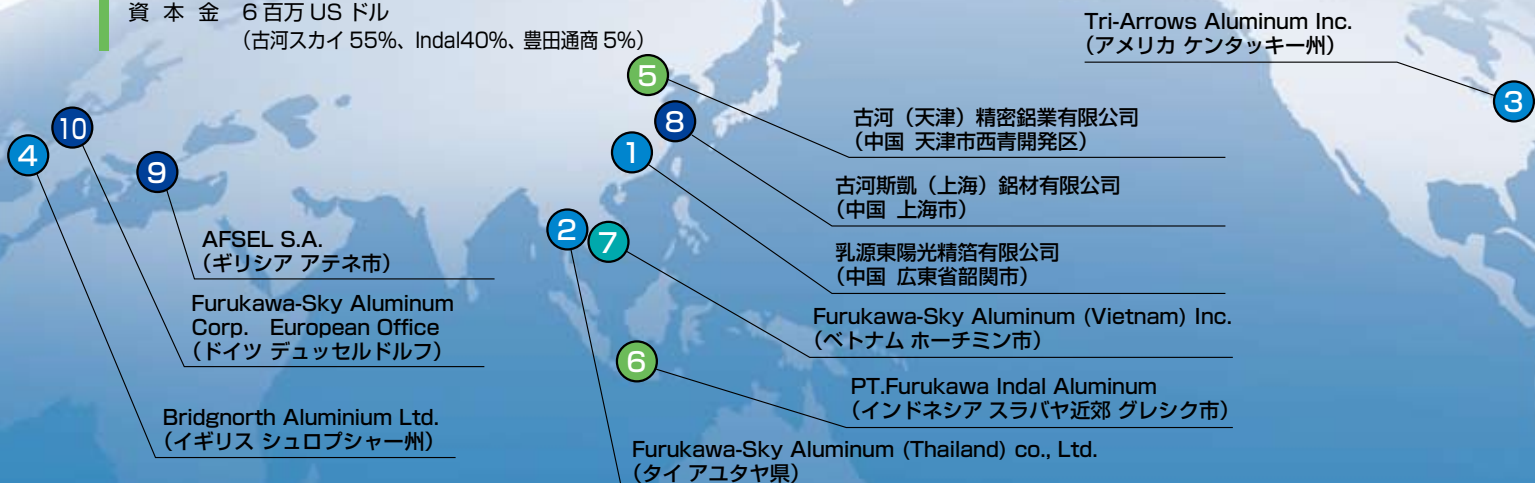 資 本 金 6 百万 US ドル
（古河スカイ 55%、Indal40%、豊田通商 5%）
Tri-Arrows Aluminum Inc.
（アメリカ ケンタッキー州）
3
5
古河（天津）精密鋁業有限公司
（中国 天津市西青開発区）
8
古河斯凱（上海）鋁材有限公司
（中国 上海市）
1
乳源東陽光精箔有限公司
（中国 広東省韶関市）
10
4
9
AFSEL S.A.
（ギリシア アテネ市）
Furukawa-Sky Aluminum
Corp. European Office
（ドイツ デュッセルドルフ）
Bridgnorth Aluminium Ltd.
（イギリス シュロプシャー州）
2
7
Furukawa-Sky Aluminum (Vietnam) Inc.
（ベトナム ホーチミン市）
6
PT.Furukawa Indal Aluminum
（インドネシア スラバヤ近郊 グレシク市）
Furukawa-Sky Aluminum (Thailand) co., Ltd.
（タイ アユタヤ県）